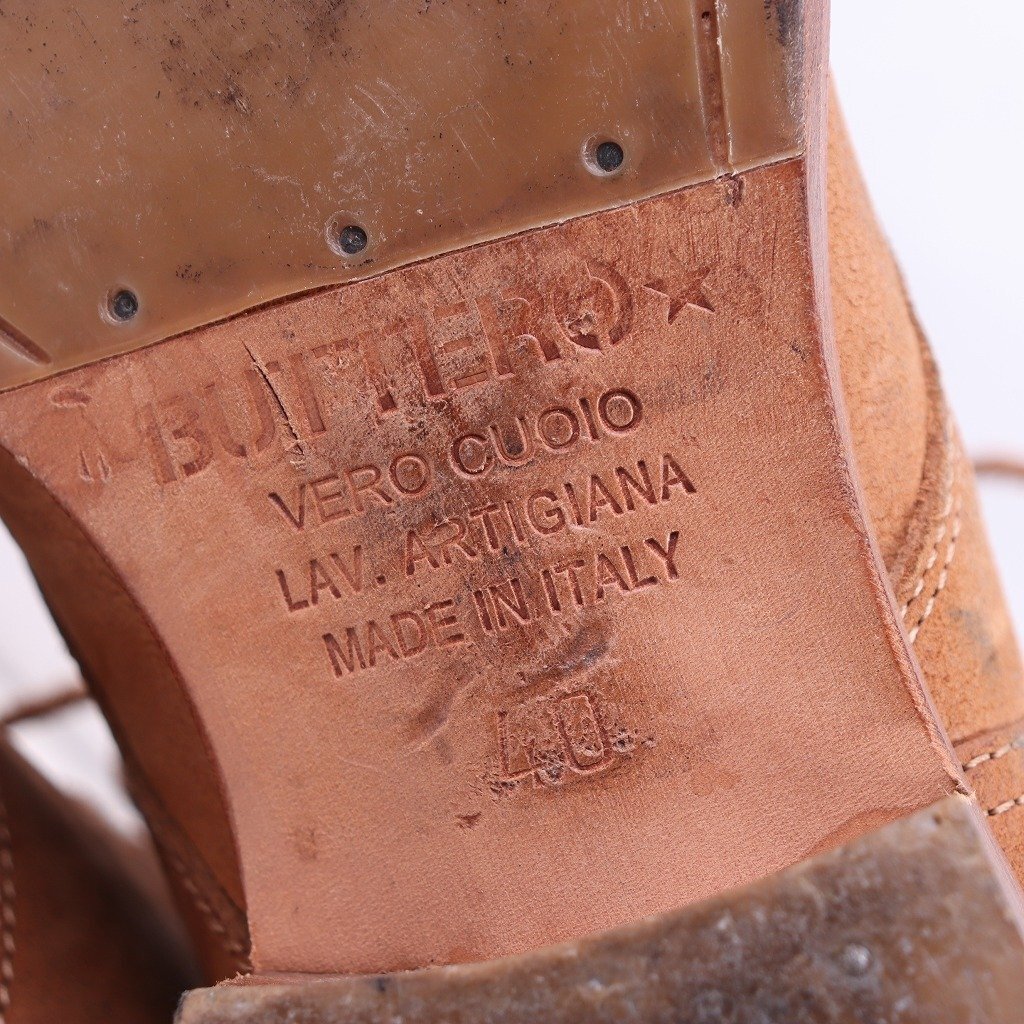 BUTTERO
VERO CUOIO
LAV. ARTIGIANA
MADE IN ITALY
40